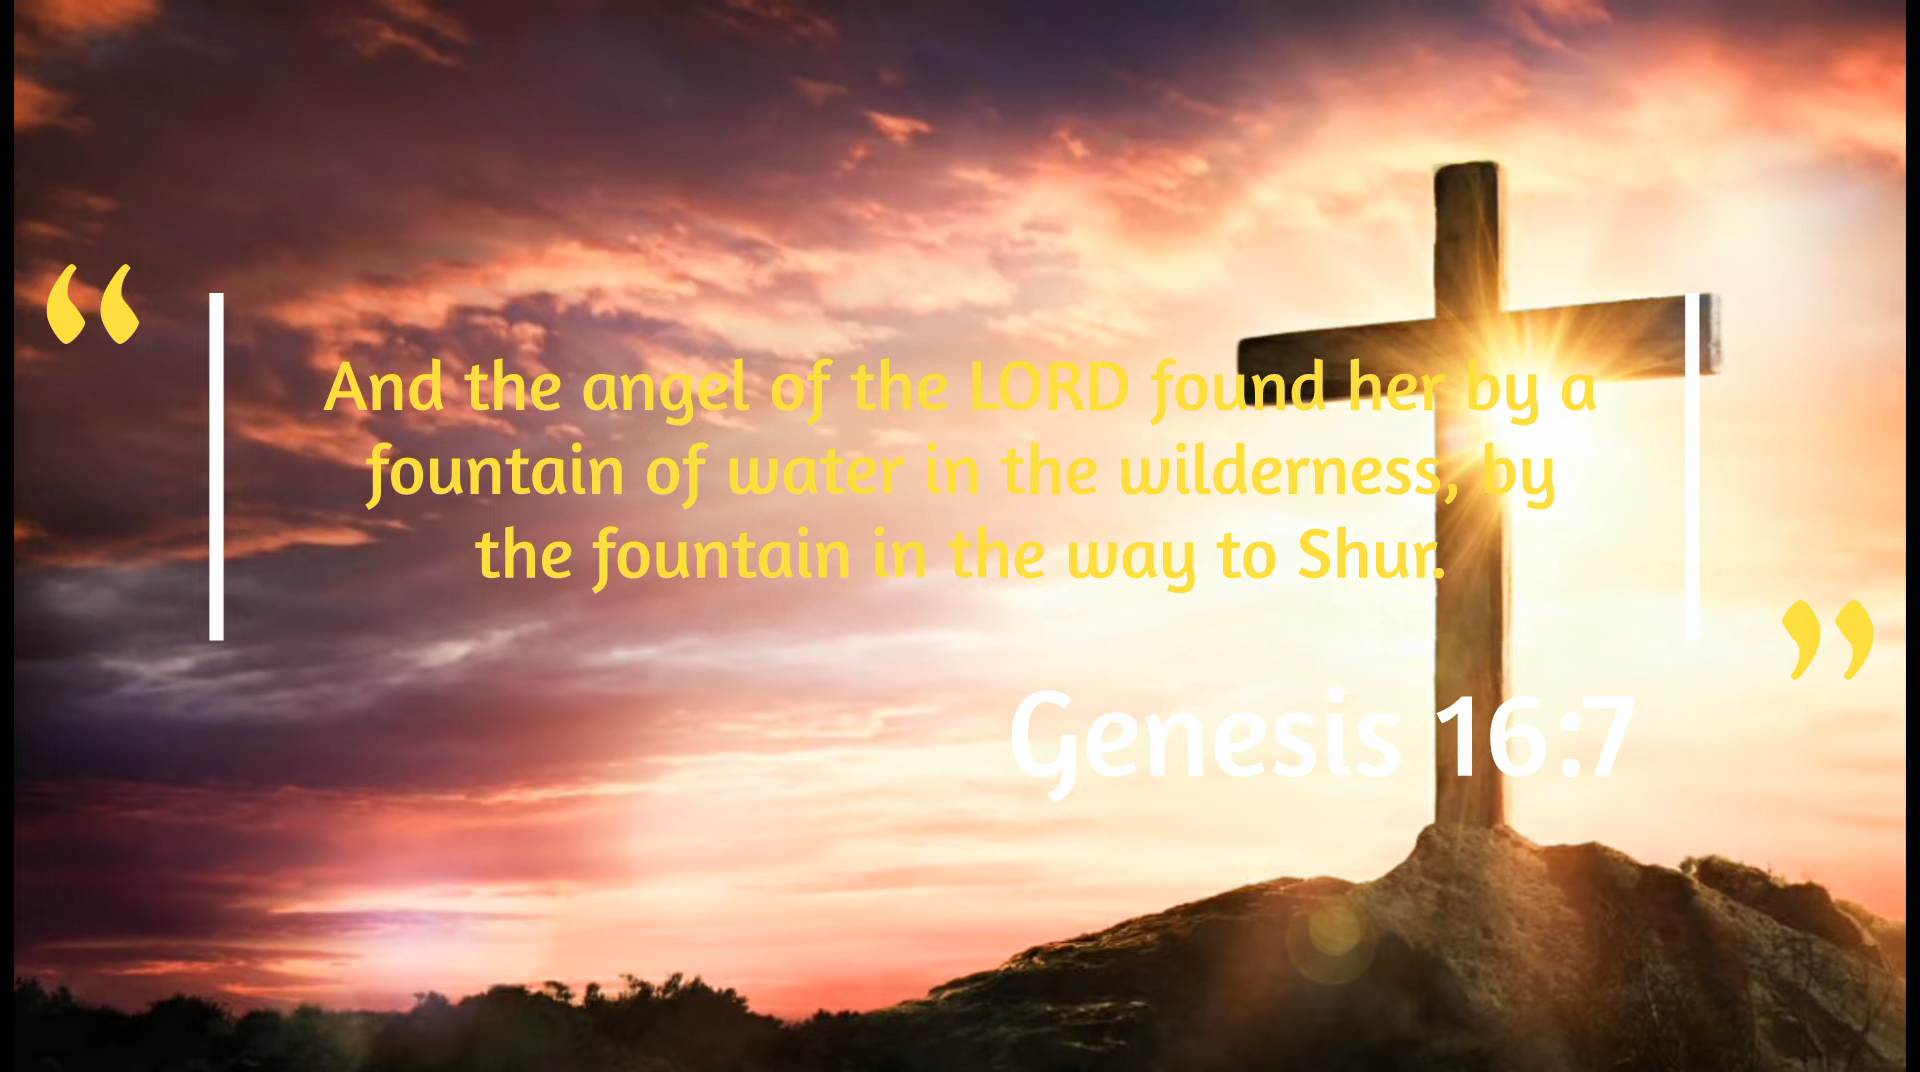 “
And the angel of the LORD found her by a
fountain of water in the wilderness, by
the fountain in the way to Shur.
”
Genesis 16:7